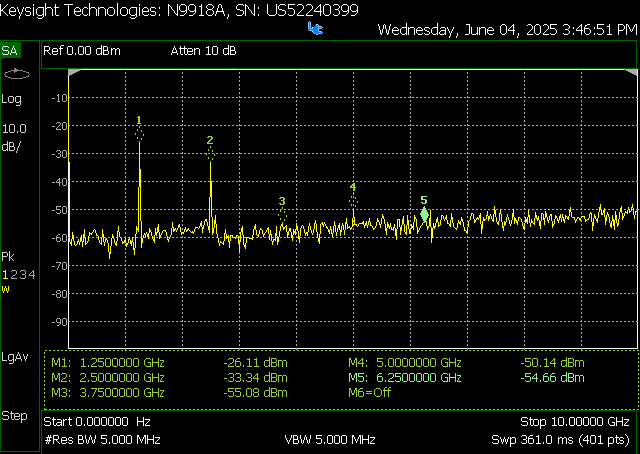 Keysight Technologies: N9918A, SN: US52240399
Wednesday, June 04, 2025 3:46:51 PM
SA Ref 0.00 dBm Atten 10 dB
Log
10.0
dB/
Pk
1234
W
LgAv
Step
-10
-20
-30
-40
-50
-60
-70
-80
-90
1
2
3
4
5
M1: 1.2500000 GHz -26.11 dBm M4: 5.0000000 GHz -50.14 dBm
M2: 2.5000000 GHz -33.34 dBm M5: 6.2500000 GHz -54.66 dBm
M3: 3.7500000 GHz -55.08 dBm M6=Off
Start 0.000000 Hz Stop 10.00000 GHz
#Res BW 5.000 MHz VBW 5.000 MHz Swp 361.0 ms (401 pts)